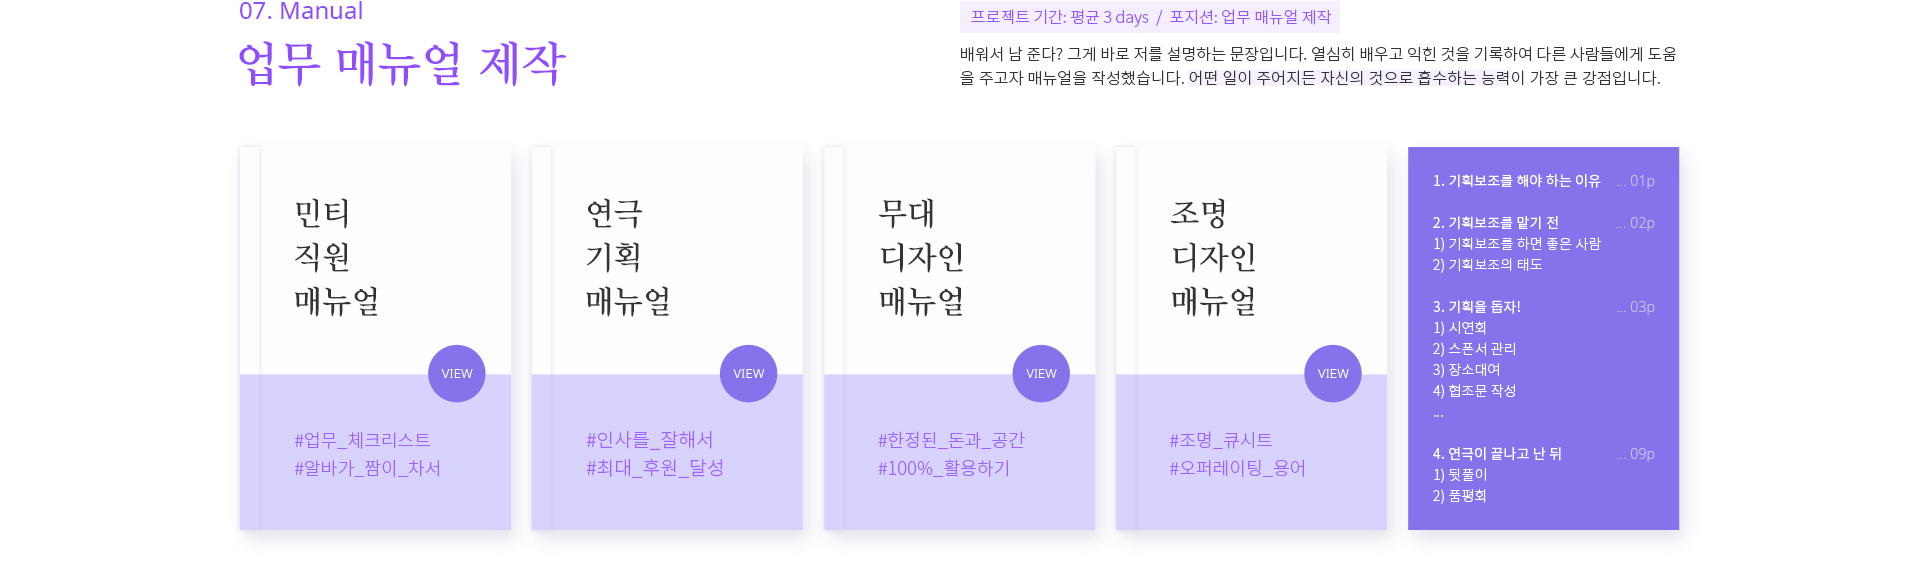 07. Manual
업무 매뉴얼 제작
프로젝트 기간: 평균 3 days / 포지션: 업무 매뉴얼 제작
배워서 남 준다? 그게 바로 저를 설명하는 문장입니다. 열심히 배우고 익힌 것을 기록하여 다른 사람들에게 도움
을 주고자 매뉴얼을 작성했습니다. 어떤 일이 주어지든 자신의 것으로 흡수하는 능력이 가장 큰 강점입니다.
민티
직원
매뉴얼
VIEW
#업무_체크리스트
#알바가_짬이_차서
연극
기획
매뉴얼
VIEW
#인사를_잘해서
#최대_후원_달성
무대
디자인
매뉴얼
VIEW
#한정된_돈과_공간
#100%_활용하기
조명
디자인
매뉴얼
VIEW
#조명_큐시트
#오퍼레이팅_용어
1. 기획보조를 해야 하는 이유 ... 01p
2. 기획보조를 맡기 전 ... 02p
1) 기획보조를 하면 좋은 사람
2) 기획보조의 태도
3. 기획을 돕자! ... 03p
1) 시연회
2) 스폰서 관리
3) 장소대여
4) 협조문 작성
...
4. 연극이 끝나고 난 뒤 ... 09p
1) 뒷풀이
2) 품평회